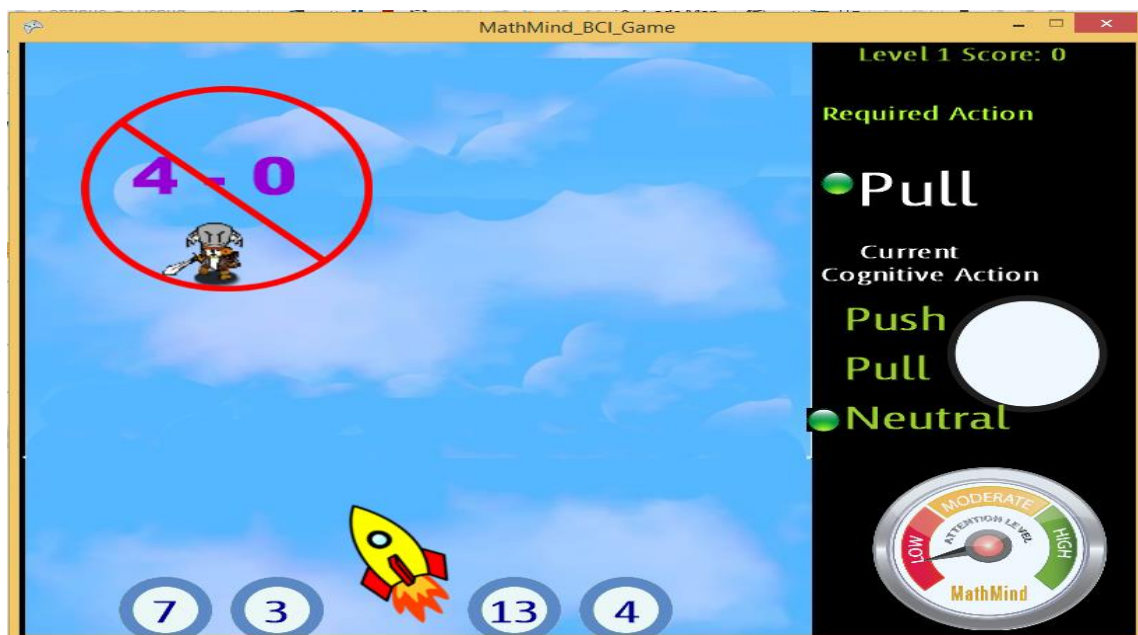 MathMind_BCI_Game
Level 1 Score: 0
Required Action
Pull
4 - 0
Current
Cognitive Action
Push
Pull
Neutral
LOW
MODERATE
HIGH
ATTENTION LEVEL
MathMind
7 3 13 4